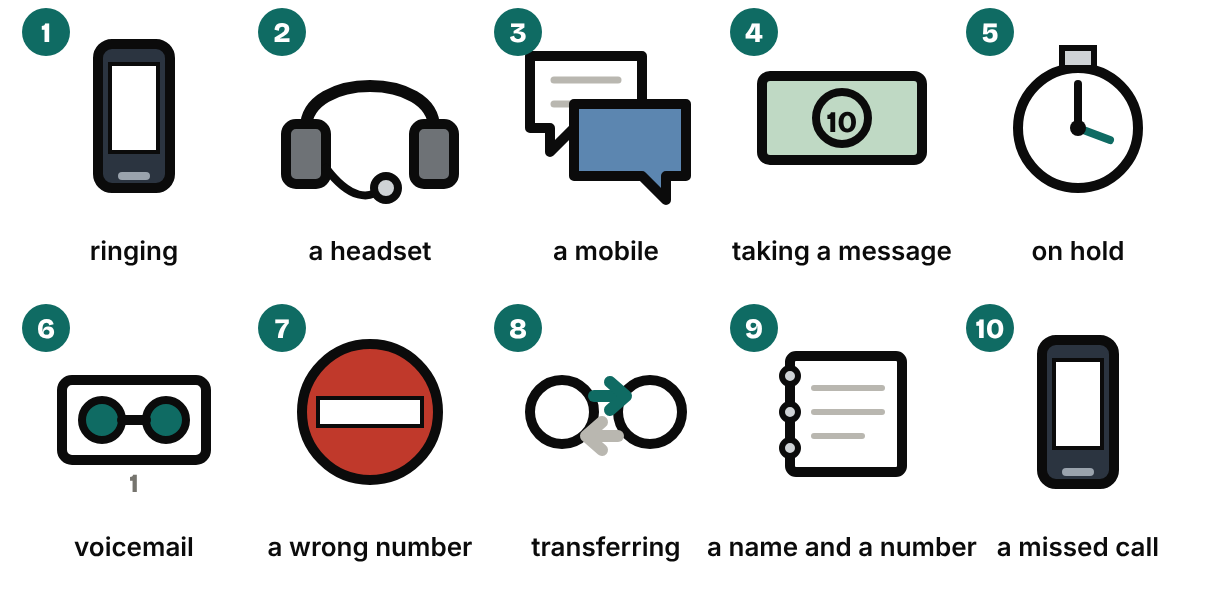 1
2
3
4
10
5
ringing
a headset
a mobile
taking a message
on hold
6
7
8
9
10
1
voicemail
a wrong number
transferring
a name and a number
a missed call